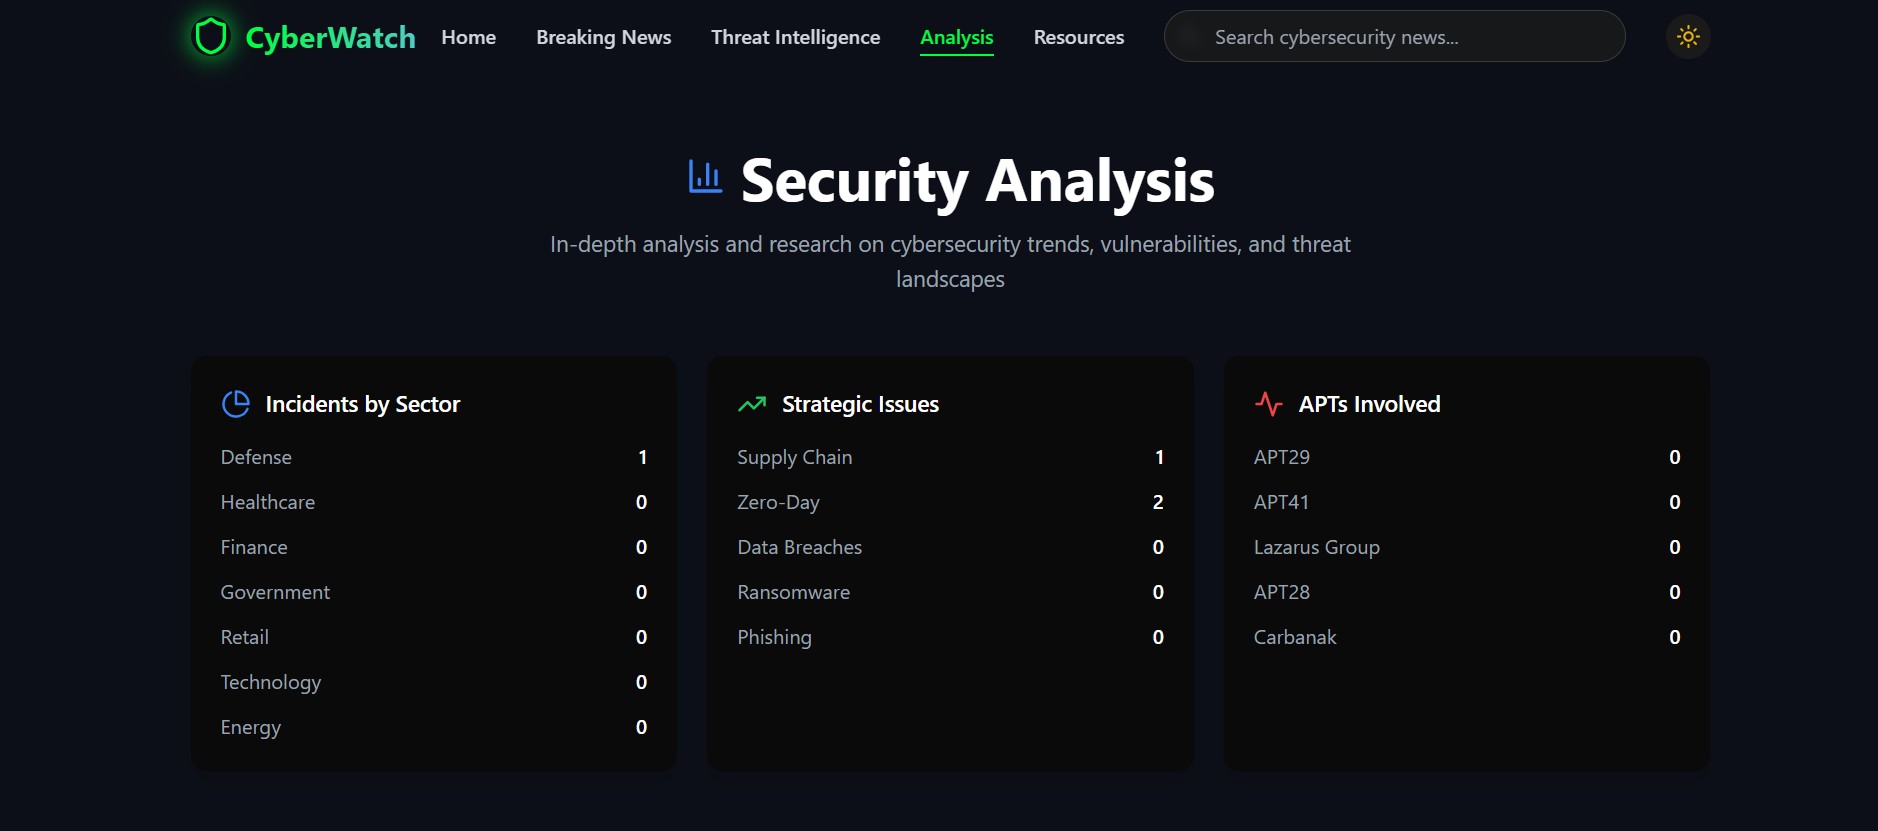 CyberWatch Home Breaking News Threat Intelligence Analysis Resources Search cybersecurity news...
Security Analysis
In-depth analysis and research on cybersecurity trends, vulnerabilities, and threat
landscapes
Incidents by Sector
Defense 1
Healthcare 0
Finance 0
Government 0
Retail 0
Technology 0
Energy 0
Strategic Issues
Supply Chain 1
Zero-Day 2
Data Breaches 0
Ransomware 0
Phishing 0
APTs Involved
APT29 0
APT41 0
Lazarus Group 0
APT28 0
Carbanak 0